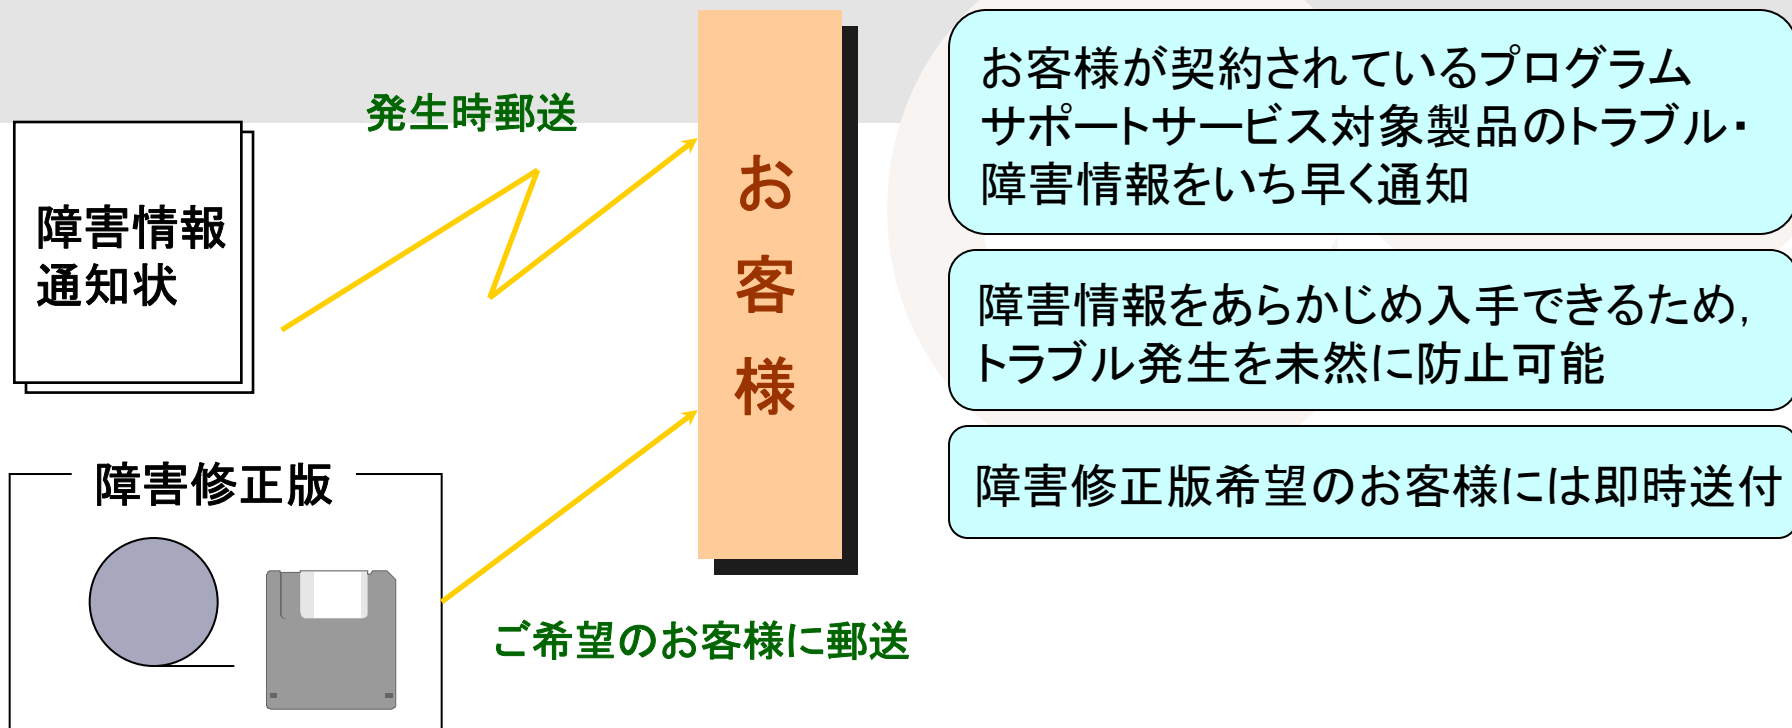 発生時郵送
障害情報
通知状
お客様
障害修正版
ご希望のお客様に郵送
お客様が契約されているプログラム
サポートサービス対象製品のトラブル・
障害情報をいち早く通知
障害情報をあらかじめ入手できるため,
トラブル発生を未然に防止可能
障害修正版希望のお客様には即時送付